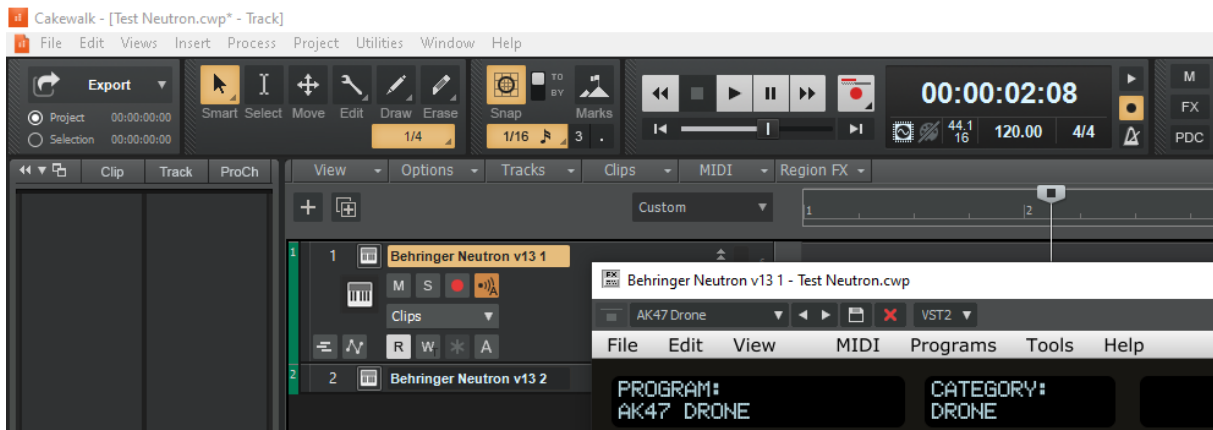 Cakewalk - [Test Neutron.cwp* - Track]
File Edit Views Insert Process Project Utilities Window Help
Export
Project 00:00:00:00
Selection 00:00:00:00
Smart Select Move Edit Draw Erase
1/4
Snap
TO
BY
Marks
1/16 3 .
00:00:02:08
44.1
16
120.00 4/4
M
FX
PDC
Clip Track ProCh
View Options Tracks Clips MIDI Region FX
Custom
1 2
1 1 Behringer Neutron v13 1
M S A
Clips
R W A
2 2 Behringer Neutron v13 2
FX Behringer Neutron v13 1 - Test Neutron.cwp
AK47 Drone VST2
File Edit View MIDI Programs Tools Help
PROGRAM:
AK47 DRONE
CATEGORY:
DRONE